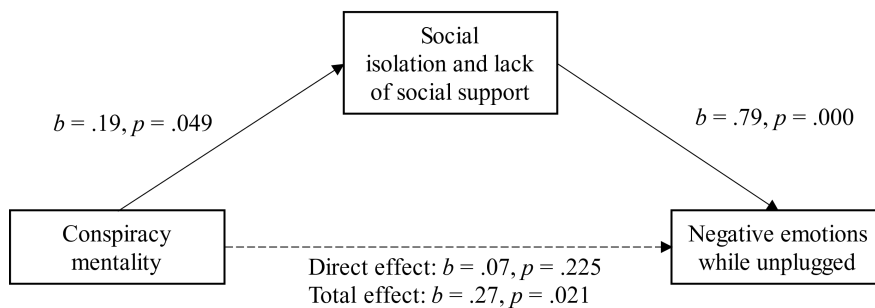 Social
isolation and lack
of social support
b = .19, p = .049
b = .79, p = .000
Conspiracy
mentality
Negative emotions
while unplugged
Direct effect: b = .07, p = .225
Total effect: b = .27, p = .021